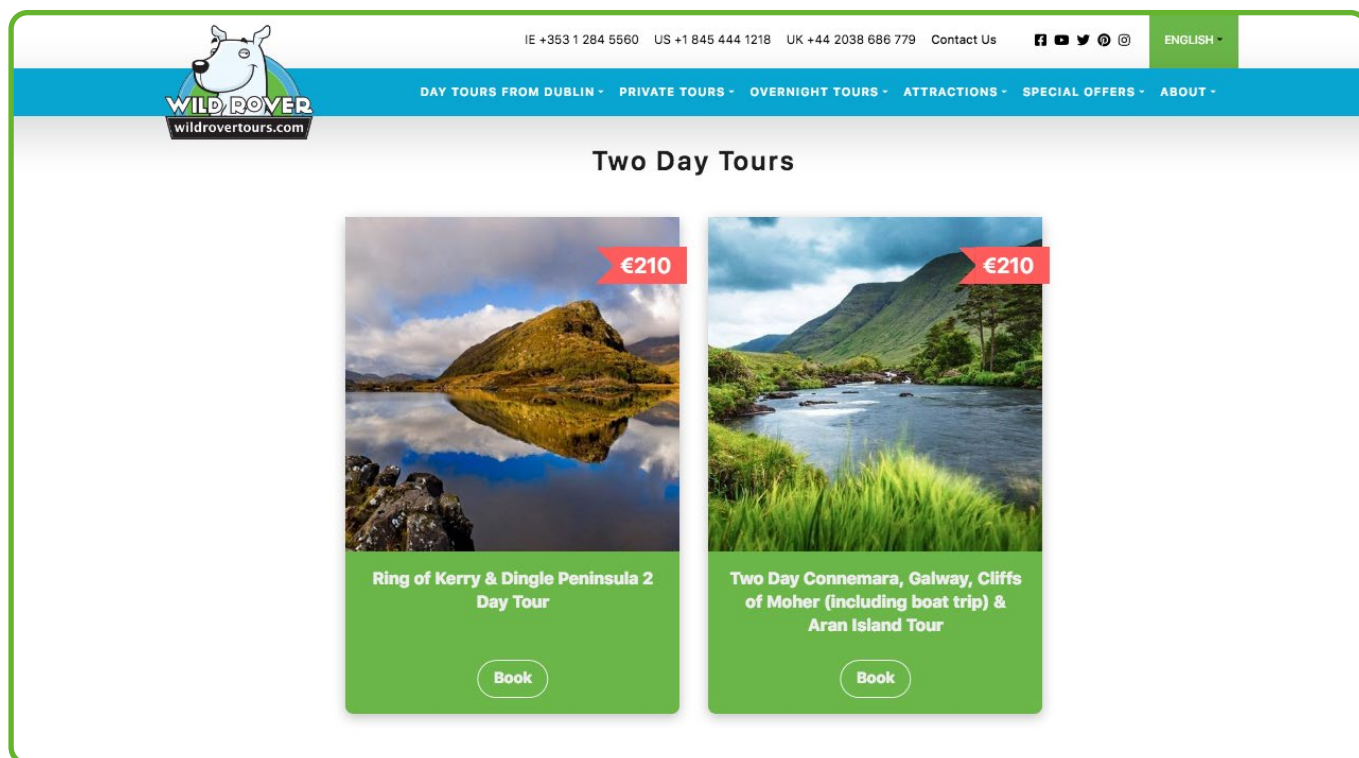 IE +353 1 284 5560 US +1 845 444 1218 UK +44 2038 686 779 Contact Us ENGLISH
WILD ROVER
wildrovertours.com
DAY TOURS FROM DUBLIN PRIVATE TOURS OVERNIGHT TOURS ATTRACTIONS SPECIAL OFFERS ABOUT
Two Day Tours
€210
€210
Ring of Kerry & Dingle Peninsula 2
Day Tour
Book
Two Day Connemara, Galway, Cliffs
of Moher (including boat trip) &
Aran Island Tour
Book